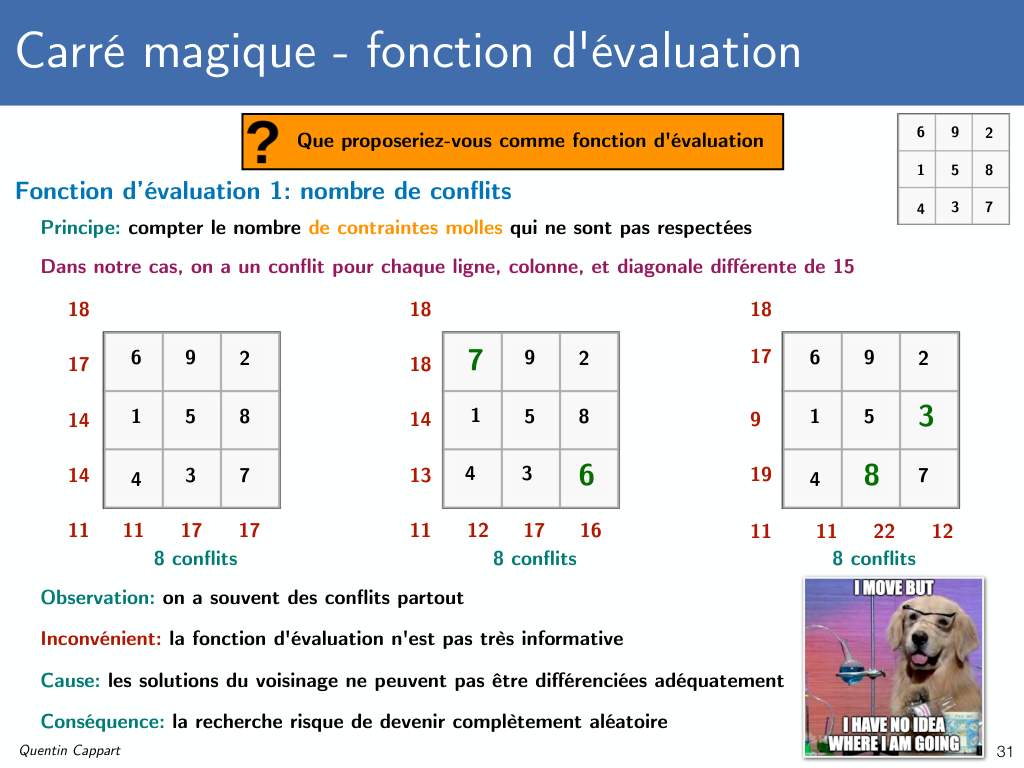 Carré magique - fonction d'évaluation
? Que proposeriez-vous comme fonction d'évaluation
6 9 2
1 5 8
4 3 7
Fonction d'évaluation 1: nombre de conflits
Principe: compter le nombre de contraintes molles qui ne sont pas respectées
Dans notre cas, on a un conflit pour chaque ligne, colonne, et diagonale différente de 15
18
17 6 9 2
14 1 5 8
14 4 3 7
11 11 17 17
8 conflits
18
18 7 9 2
14 1 5 8
13 4 3 6
11 12 17 16
8 conflits
18
17 6 9 2
9 1 5 3
19 4 8 7
11 11 22 12
8 conflits
Observation: on a souvent des conflits partout
Inconvénient: la fonction d'évaluation n'est pas très informative
Cause: les solutions du voisinage ne peuvent pas être différenciées adéquatement
Conséquence: la recherche risque de devenir complètement aléatoire
I MOVE BUT
I HAVE NO IDEA
WHERE I AM GOING
Quentin Cappart
31